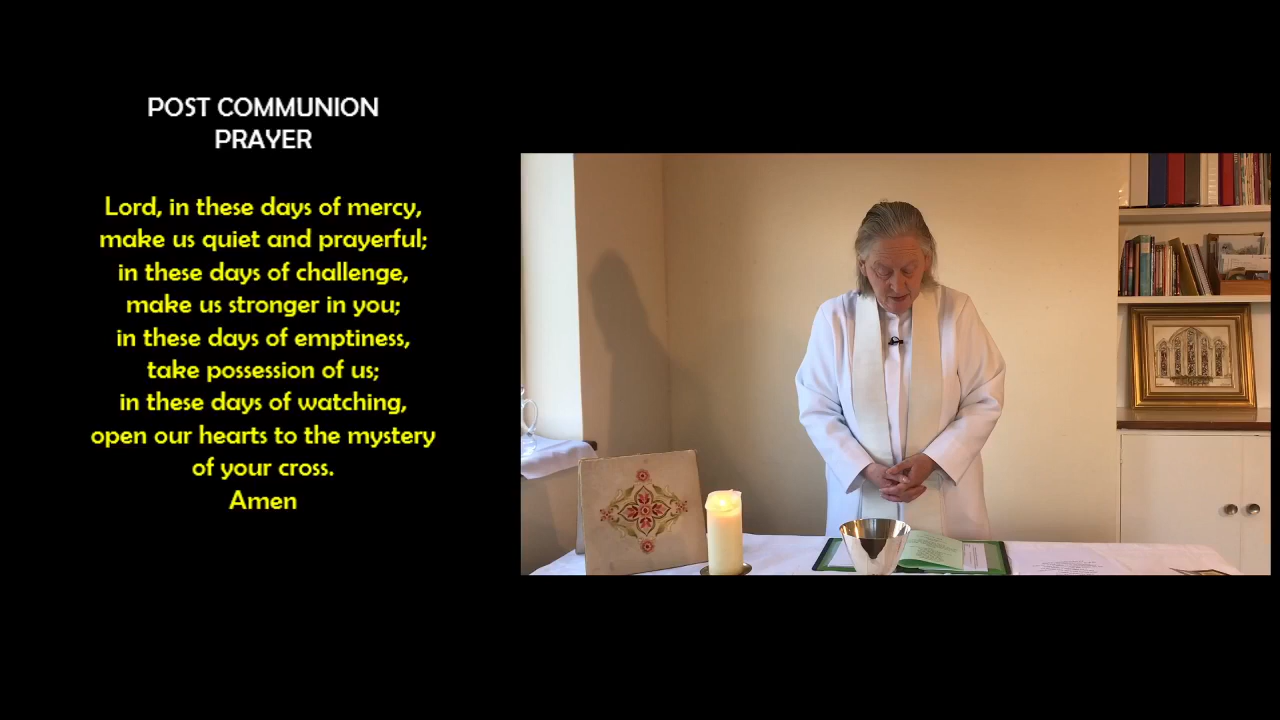 POST COMMUNION
PRAYER
Lord, in these days of mercy,
make us quiet and prayerful;
in these days of challenge,
make us stronger in you;
in these days of emptiness,
take possession of us;
in these days of watching,
open our hearts to the mystery
of your cross.
Amen